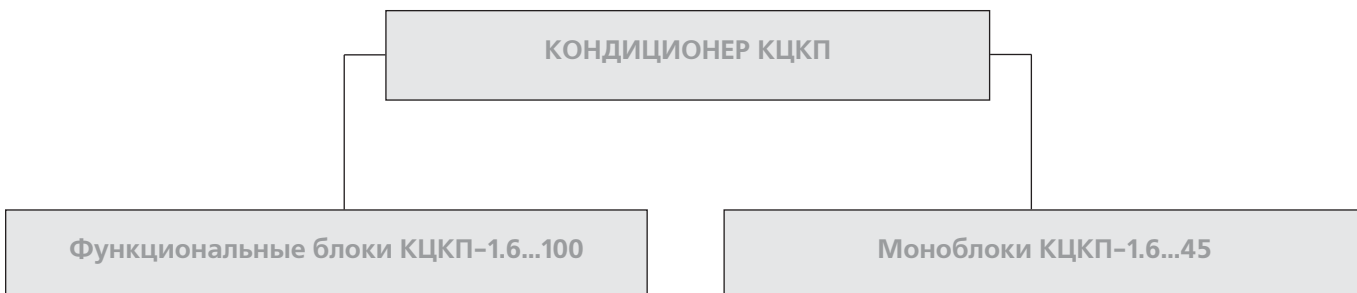 КОНДИЦИОНЕР КЦКП
Функциональные блоки КЦКП–1.6...100
Моноблоки КЦКП–1.6...45